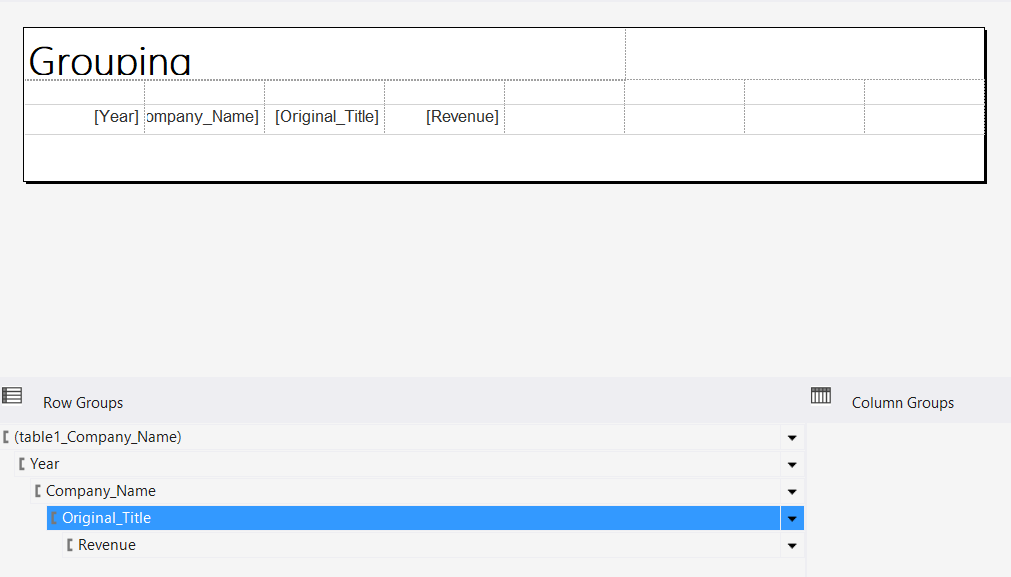 Grouping
[Year] ompany_Name] [Original_Title] [Revenue]
Row Groups Column Groups
(table1_Company_Name)
Year
Company_Name
Original_Title
Revenue